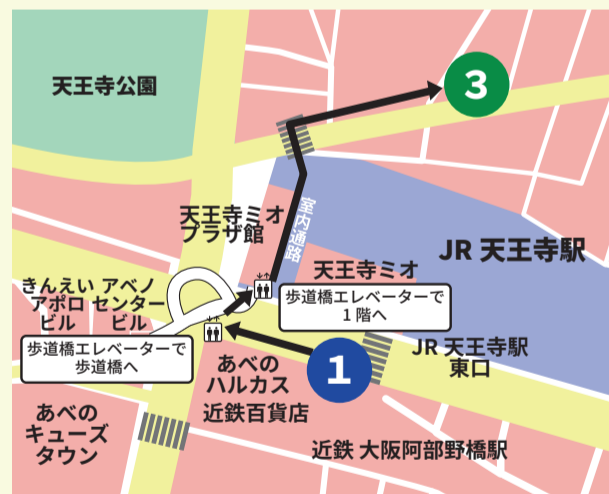 天王寺公園
3
天王寺ミオ
プラザ館
室内通路
JR 天王寺駅
天王寺ミオ
きんえい
アポロ
ビル
アベノ
センター
ビル
歩道橋エレベーターで
1 階へ
歩道橋エレベーターで
歩道橋へ
1
JR 天王寺駅
東口
あべの
ハルカス
近鉄百貨店
あべの
キューズ
タウン
近鉄 大阪阿部野橋駅